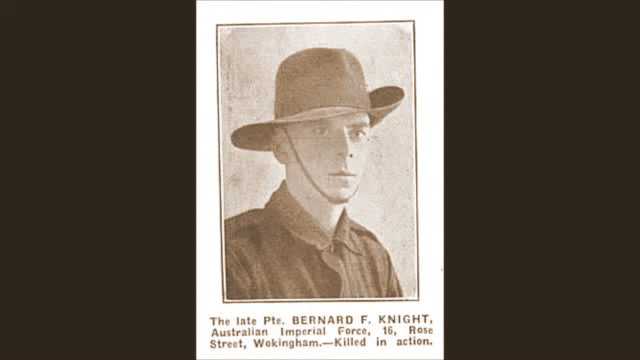 The late Pte. BERNARD F. KNIGHT,
Australian Imperial Force, 16, Rose
Street, Wokingham.—Killed in action.